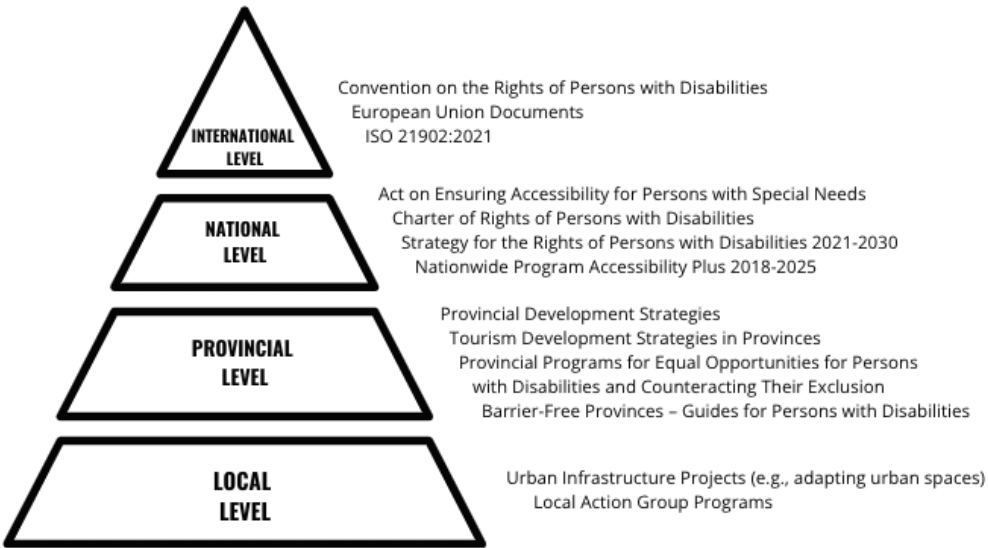 INTERNATIONAL
LEVEL
Convention on the Rights of Persons with Disabilities
European Union Documents
ISO 21902:2021
NATIONAL
LEVEL
Act on Ensuring Accessibility for Persons with Special Needs
Charter of Rights of Persons with Disabilities
Strategy for the Rights of Persons with Disabilities 2021-2030
Nationwide Program Accessibility Plus 2018-2025
PROVINCIAL
LEVEL
Provincial Development Strategies
Tourism Development Strategies in Provinces
Provincial Programs for Equal Opportunities for Persons
with Disabilities and Counteracting Their Exclusion
Barrier-Free Provinces – Guides for Persons with Disabilities
LOCAL
LEVEL
Urban Infrastructure Projects (e.g., adapting urban spaces)
Local Action Group Programs